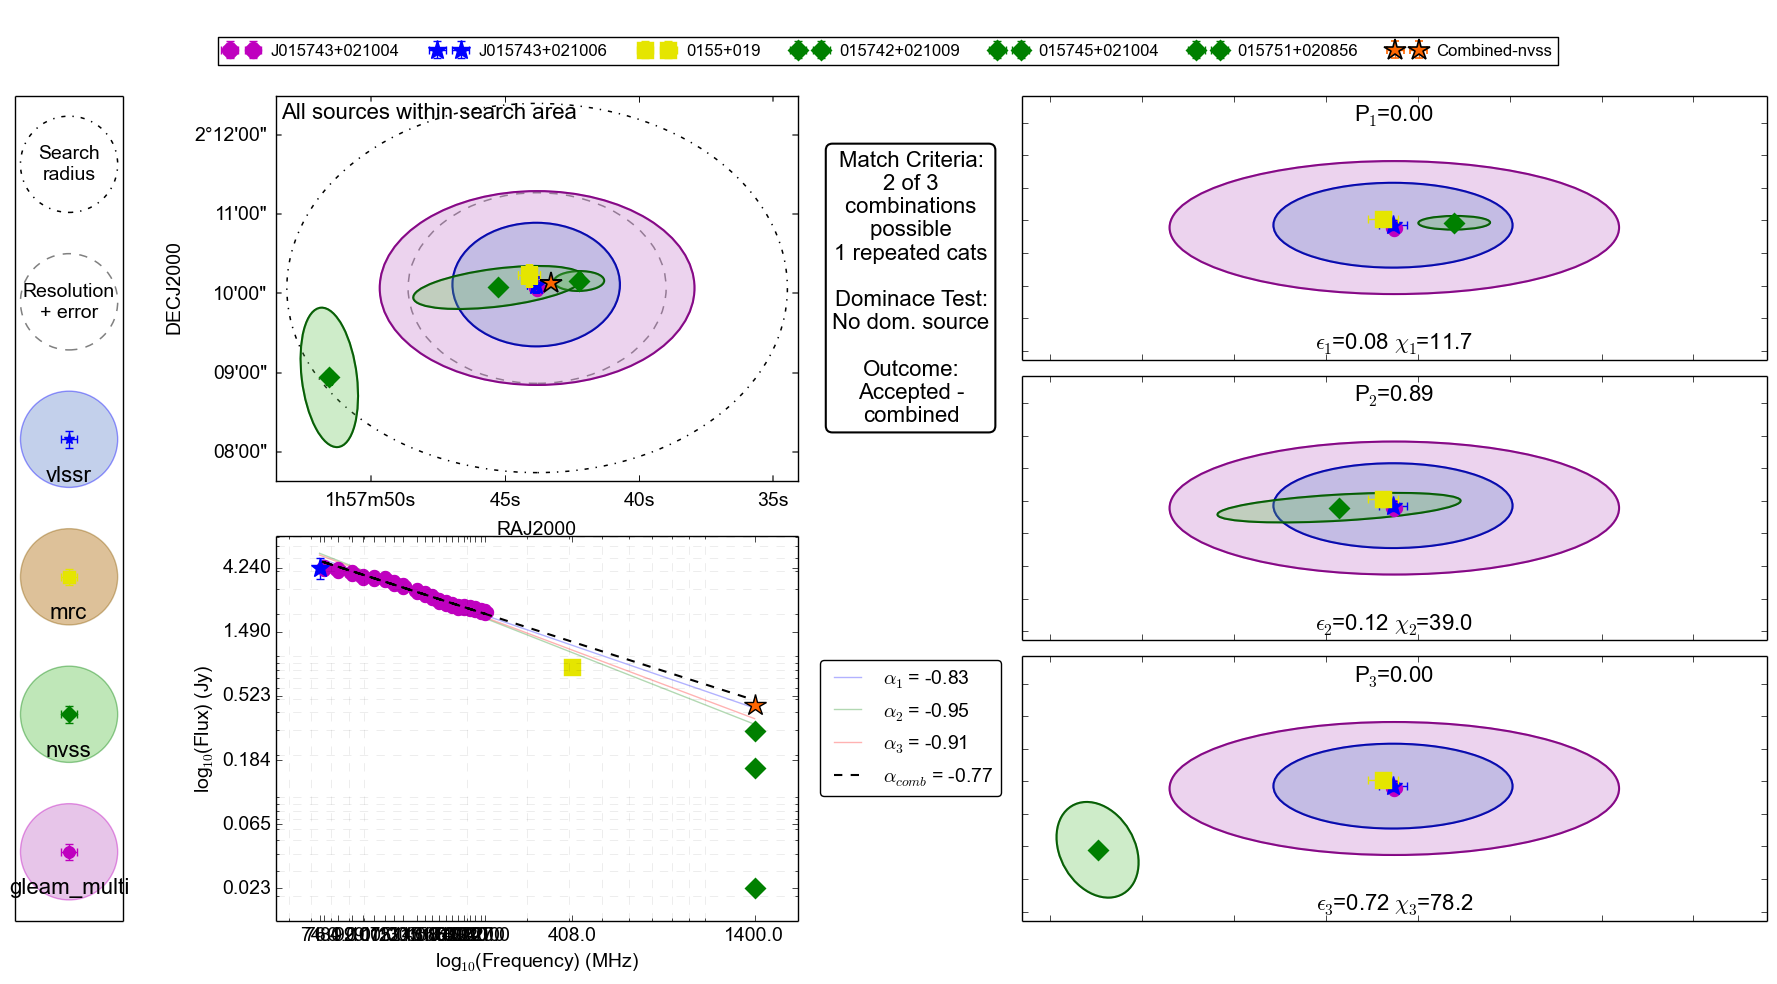 J015743+021004 J015743+021006 0155+019 015742+021009 015745+021004 015751+020856 Combined-nvss
Search
radius
Resolution
+ error
vlssr
mrc
nvss
gleam_multi
All sources within search area
DECJ2000
2°12'00"
11'00"
10'00"
09'00"
08'00"
1h57m50s 45s 40s 35s
RAJ2000
Match Criteria:
2 of 3
combinations
possible
1 repeated cats
Dominace Test:
No dom. source
Outcome:
Accepted -
combined
log10(Flux) (Jy)
4.240
1.490
0.523
0.184
0.065
0.023
408.0 1400.0
log10(Frequency) (MHz)
α1 = -0.83
α2 = -0.95
α3 = -0.91
αcomb = -0.77
P1=0.00
ϵ1=0.08 χ1=11.7
P2=0.89
ϵ2=0.12 χ2=39.0
P3=0.00
ϵ3=0.72 χ3=78.2